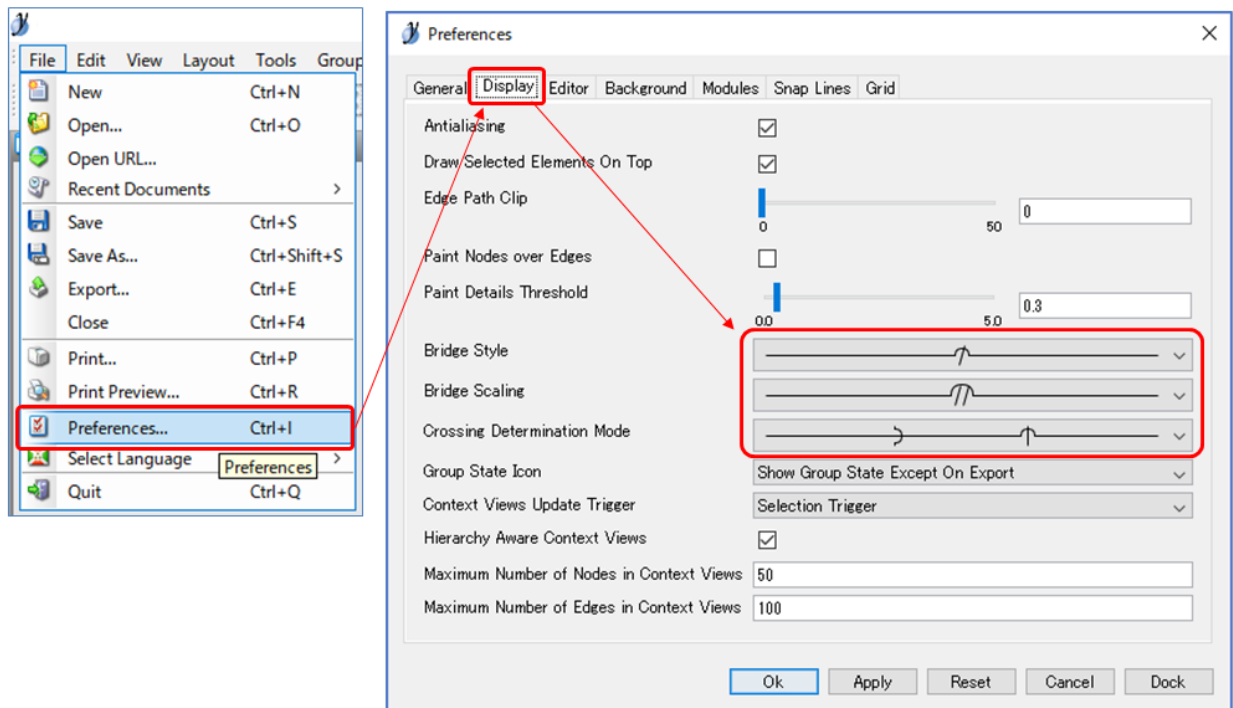 File Edit View Layout Tools Group
New Ctrl+N
Open... Ctrl+O
Open URL...
Recent Documents
Save Ctrl+S
Save As... Ctrl+Shift+S
Export... Ctrl+E
Close Ctrl+F4
Print... Ctrl+P
Print Preview... Ctrl+R
Preferences... Ctrl+I
Select Language
Preferences
Quit Ctrl+Q
Preferences
General Display Editor Background Modules Snap Lines Grid
Antialiasing
Draw Selected Elements On Top
Edge Path Clip 0
0 50
Paint Nodes over Edges
Paint Details Threshold 0.3
0.0 5.0
Bridge Style
Bridge Scaling
Crossing Determination Mode
Group State Icon Show Group State Except On Export
Context Views Update Trigger Selection Trigger
Hierarchy Aware Context Views
Maximum Number of Nodes in Context Views 50
Maximum Number of Edges in Context Views 100
Ok Apply Reset Cancel Dock